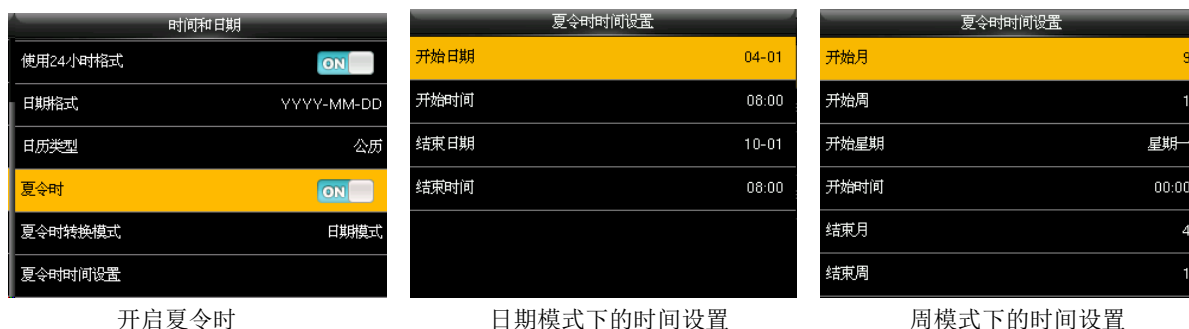 时间和日期
使用24小时格式 ON
日期格式 YYYY-MM-DD
日历类型 公历
夏令时 ON
夏令时转换模式 日期模式
夏令时时间设置
开启夏令时
夏令时时间设置
开始日期 04-01
开始时间 08:00
结束日期 10-01
结束时间 08:00
日期模式下的时间设置
夏令时时间设置
开始月 9
开始周 1
开始星期 星期一
开始时间 00:00
结束月 4
结束周 1
周模式下的时间设置